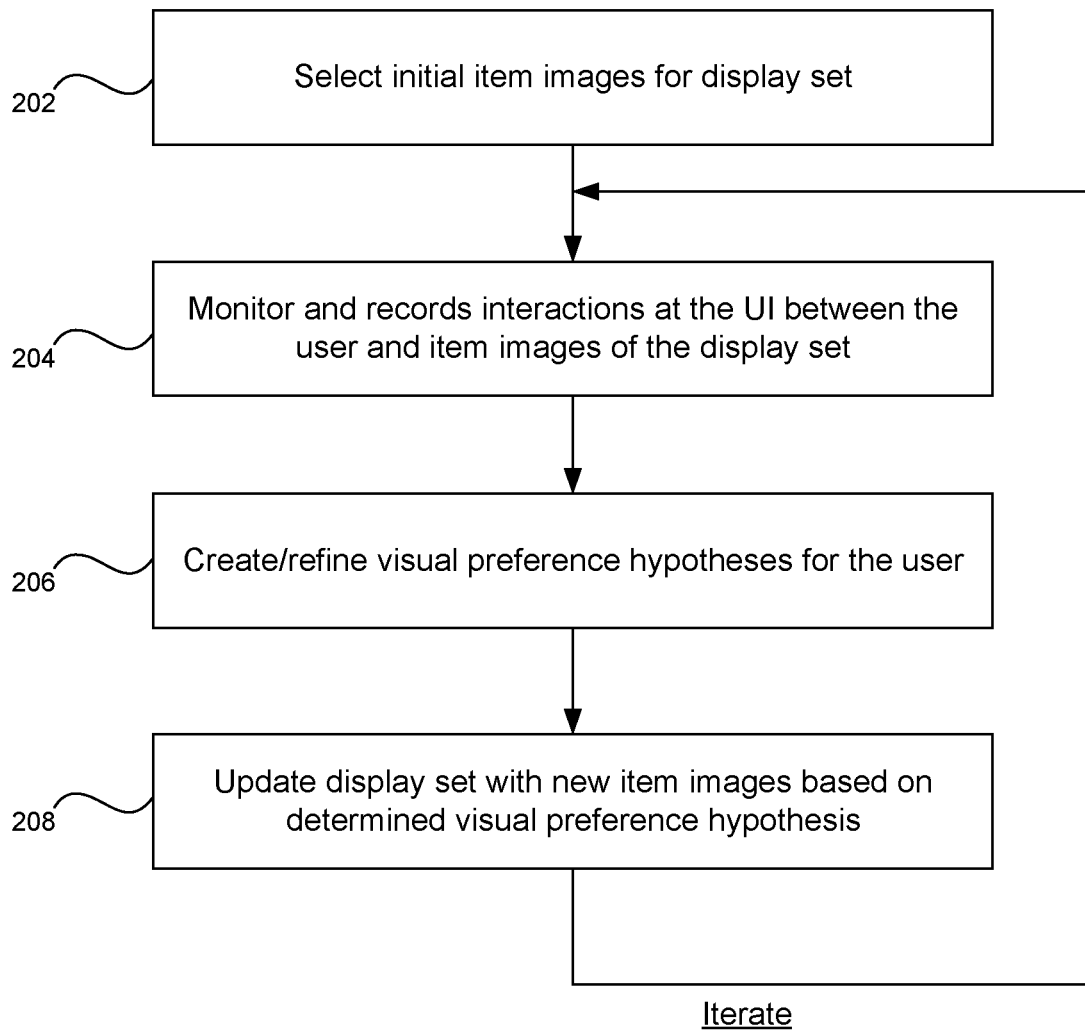 Select initial item images for display set
202
Monitor and records interactions at the UI between the
user and item images of the display set
204
Create/refine visual preference hypotheses for the user
206
Update display set with new item images based on
determined visual preference hypothesis
208
Iterate